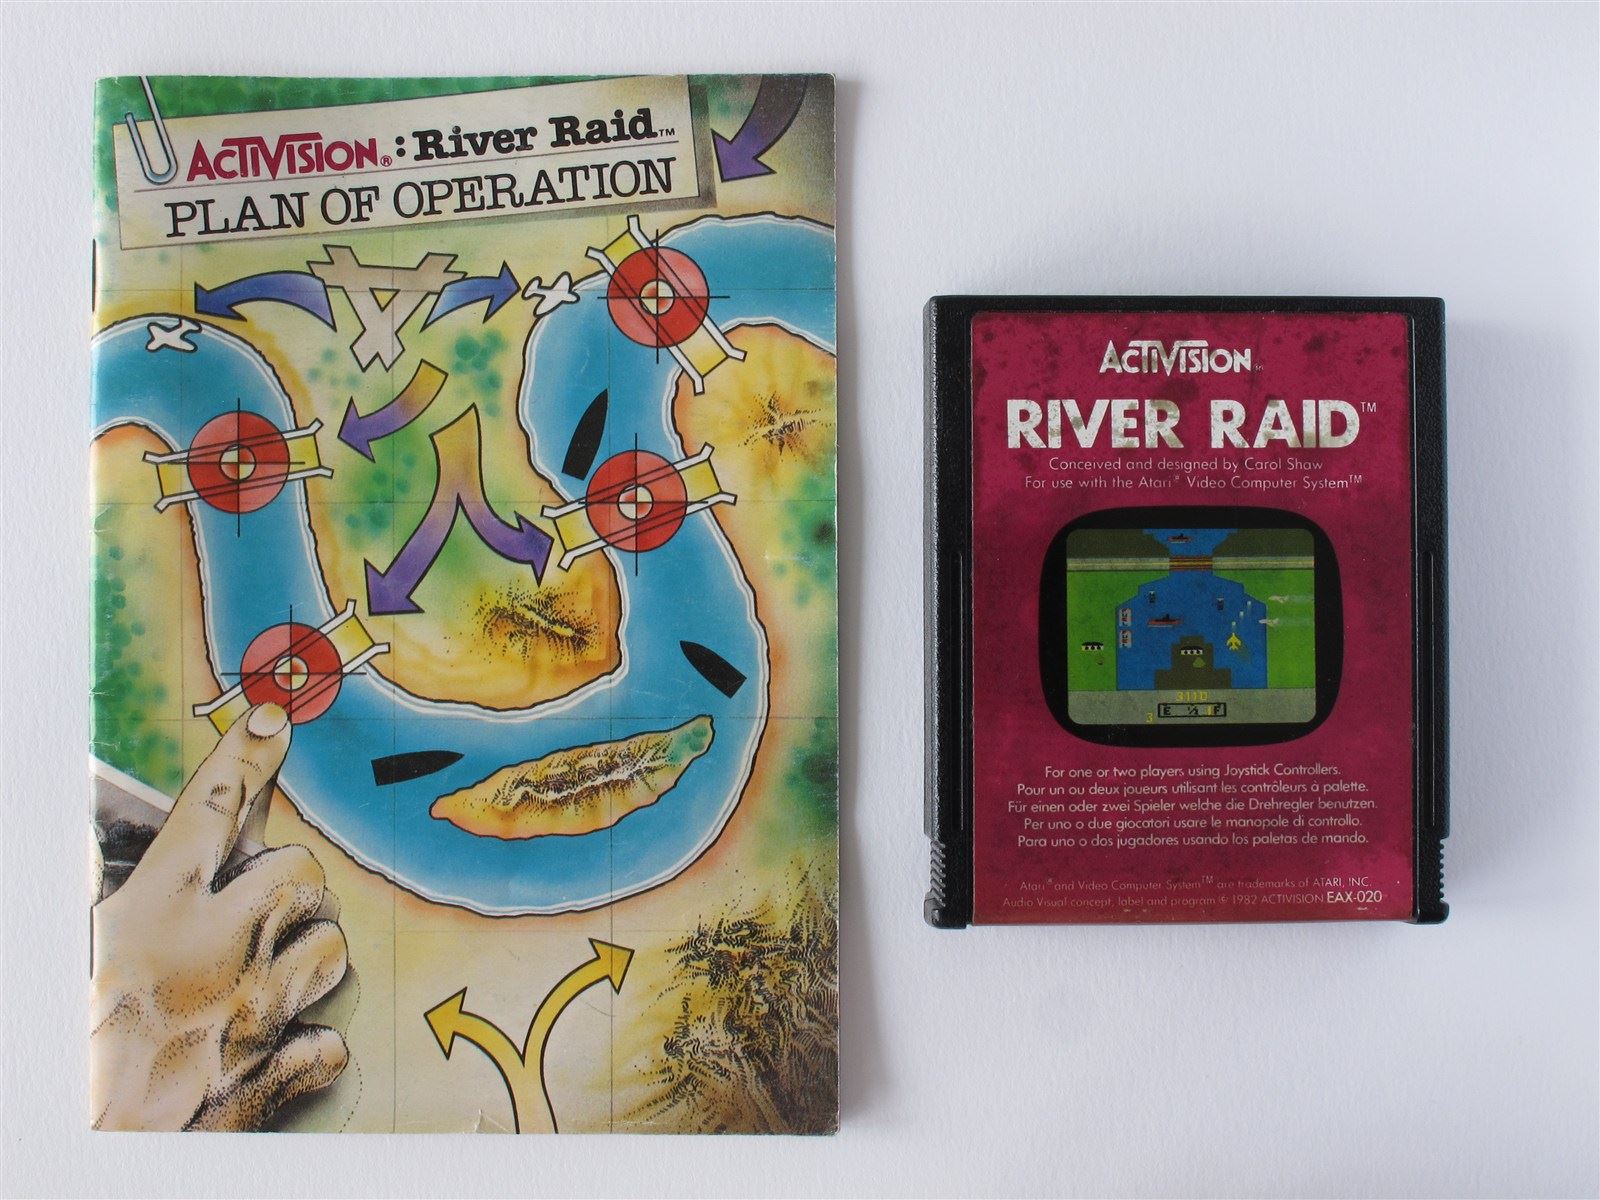 ACTIVISION® : River Raid™
PLAN OF OPERATION
ACTIVISION
RIVER RAID™
Conceived and designed by Carol Shaw
For use with the Atari® Video Computer System™
3110
3
E ½ F
For one or two players using Joystick Controllers.
Pour un ou deux joueurs utilisant les contrôleurs à palette.
Für einen oder zwei Spieler welche die Drehregler benutzen.
Per uno o due giocatori usare le manopole di controllo.
Para uno o dos jugadores usando los paletas de mando.
Atari® and Video Computer System™ are trademarks of ATARI, INC.
Audio Visual concept, label and program © 1982 ACTIVISION EAX-020